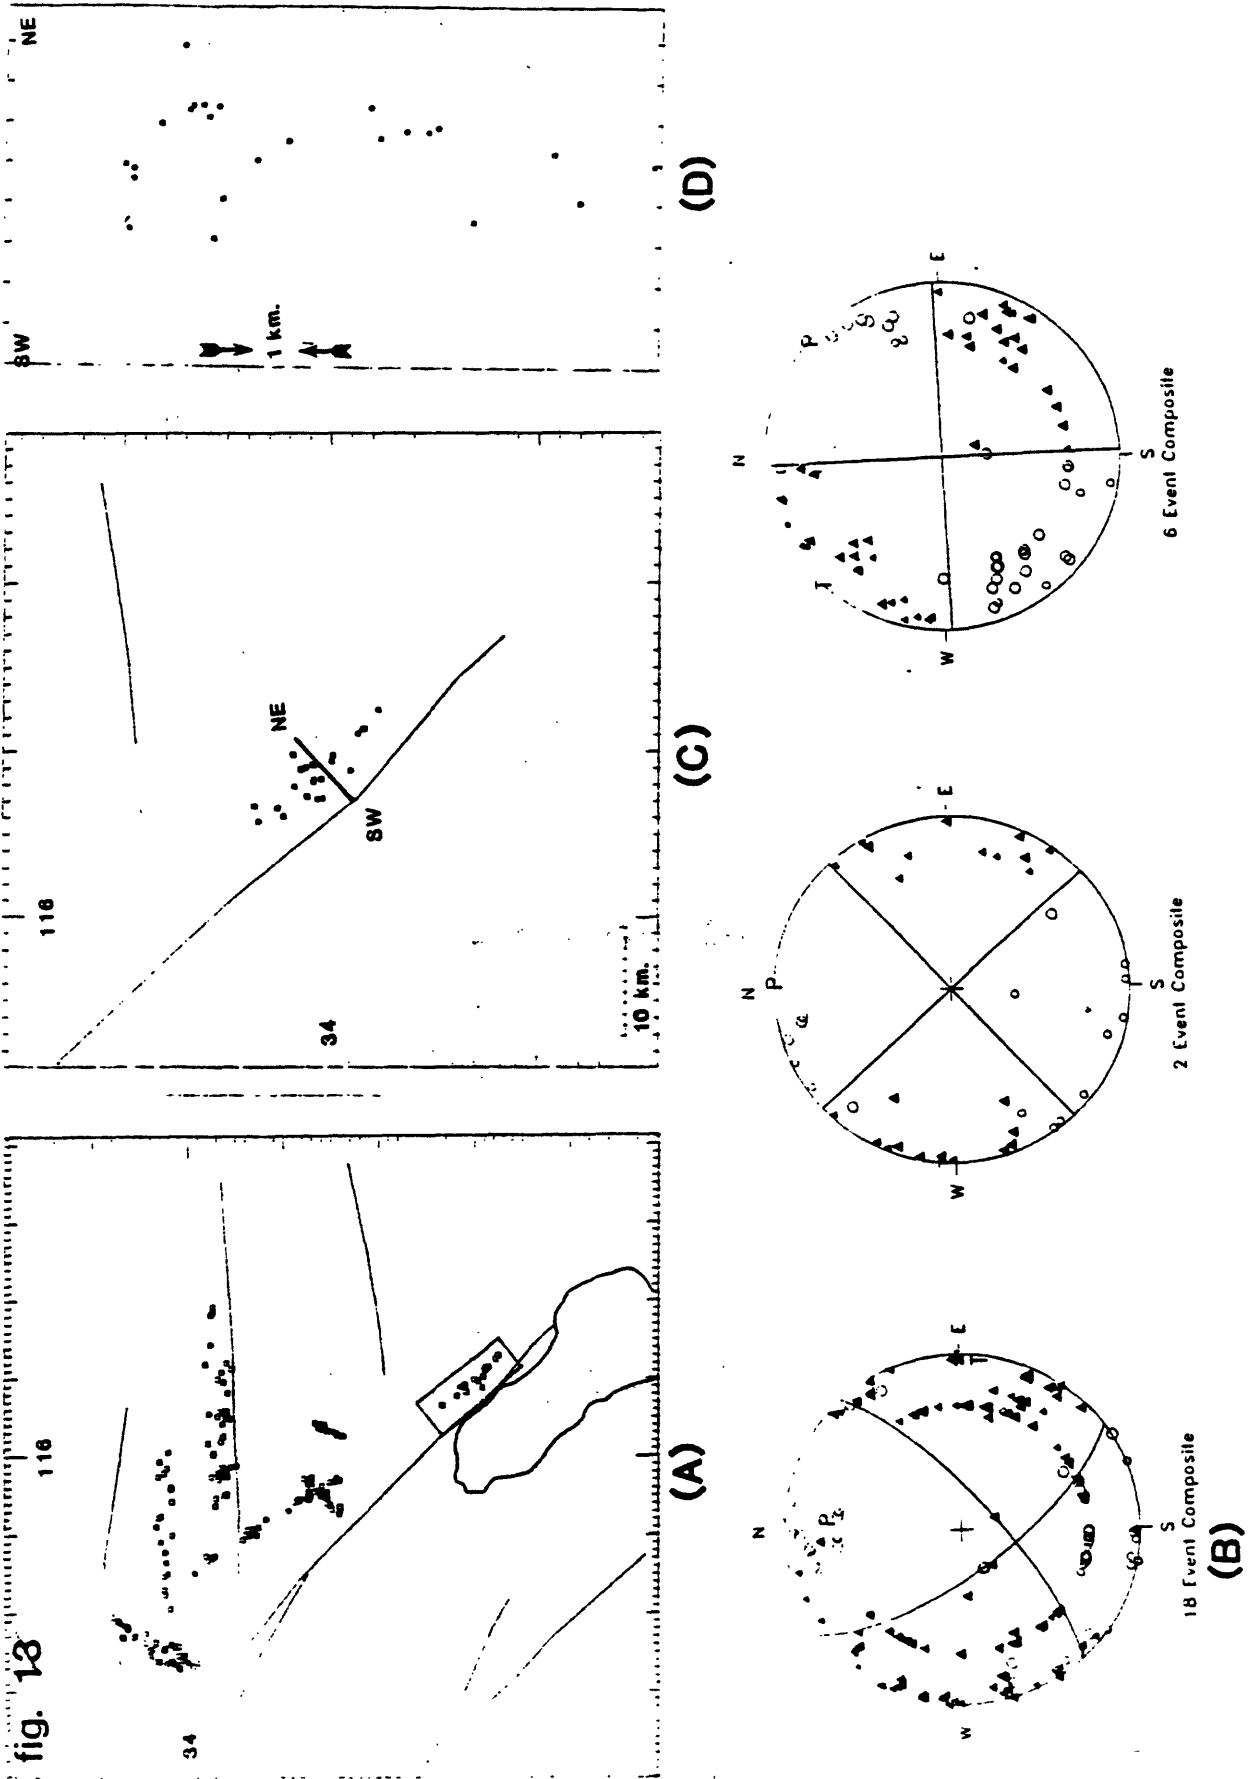 fig. 13
116
34
(A)
116
34
NE
SW
10 km.
(C)
SW
NE
1 km.
(D)
N
E
S
W
P
T
18 Event Composite
(B)
N
E
S
W
P
2 Event Composite
N
E
S
W
P
T
6 Event Composite